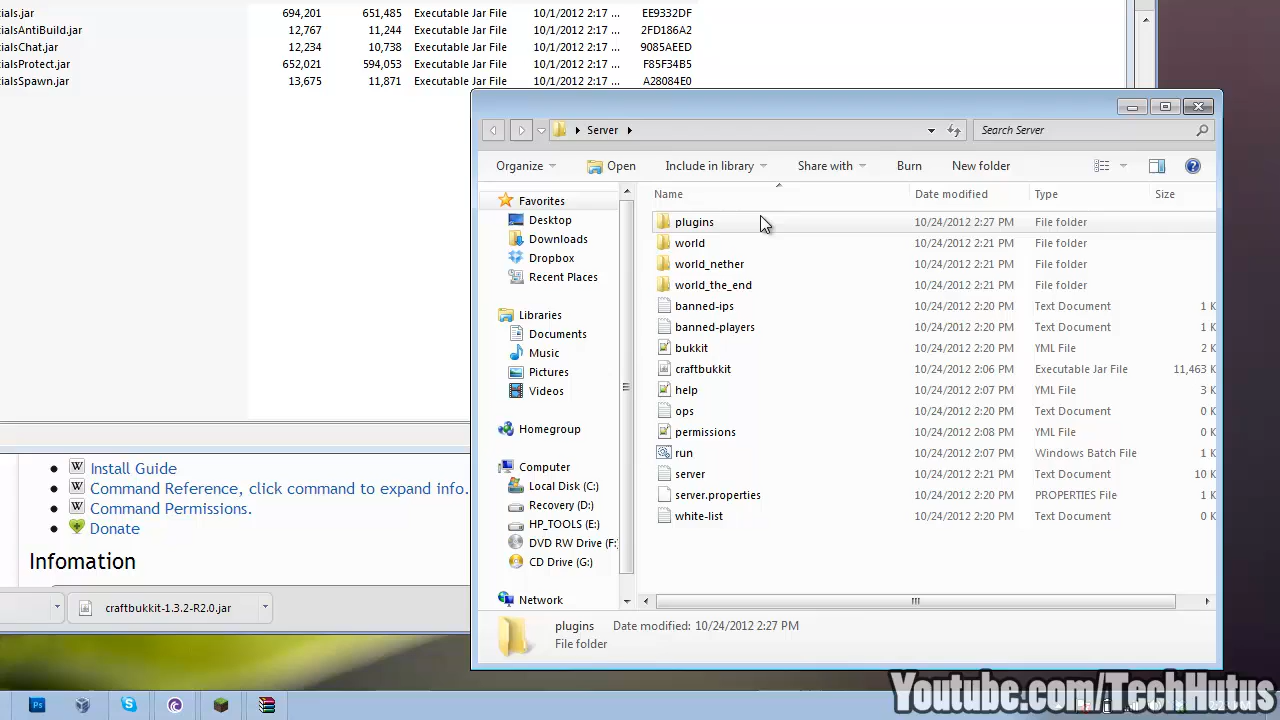 ials.jar 694,201 651,485 Executable Jar File 10/1/2012 2:17 ... EE9332DF
ialsAntiBuild.jar 12,767 11,244 Executable Jar File 10/1/2012 2:17 ... 2FD186A2
ialsChat.jar 12,234 10,738 Executable Jar File 10/1/2012 2:17 ... 9085AEED
ialsProtect.jar 652,021 594,053 Executable Jar File 10/1/2012 2:17 ... F85F34B5
ialsSpawn.jar 13,675 11,871 Executable Jar File 10/1/2012 2:17 ... A28084E0
Server
Search Server
Organize Open Include in library Share with Burn New folder
Name Date modified Type Size
Favorites
Desktop
Downloads
Dropbox
Recent Places
Libraries
Documents
Music
Pictures
Videos
Homegroup
Computer
Local Disk (C:)
Recovery (D:)
HP_TOOLS (E:)
DVD RW Drive (F:
CD Drive (G:)
Network
plugins 10/24/2012 2:27 PM File folder
world 10/24/2012 2:21 PM File folder
world_nether 10/24/2012 2:21 PM File folder
world_the_end 10/24/2012 2:21 PM File folder
banned-ips 10/24/2012 2:20 PM Text Document 1 K
banned-players 10/24/2012 2:20 PM Text Document 1 K
bukkit 10/24/2012 2:20 PM YML File 2 K
craftbukkit 10/24/2012 2:06 PM Executable Jar File 11,463 K
help 10/24/2012 2:07 PM YML File 3 K
ops 10/24/2012 2:20 PM Text Document 0 K
permissions 10/24/2012 2:08 PM YML File 0 K
run 10/24/2012 2:07 PM Windows Batch File 1 K
server 10/24/2012 2:21 PM Text Document 10 K
server.properties 10/24/2012 2:20 PM PROPERTIES File 1 K
white-list 10/24/2012 2:20 PM Text Document 0 K
plugins Date modified: 10/24/2012 2:27 PM
File folder
W Install Guide
W Command Reference, click command to expand info.
W Command Permissions.
Donate
Infomation
craftbukkit-1.3.2-R2.0.jar
Ps
Youtube.com/TechHutus